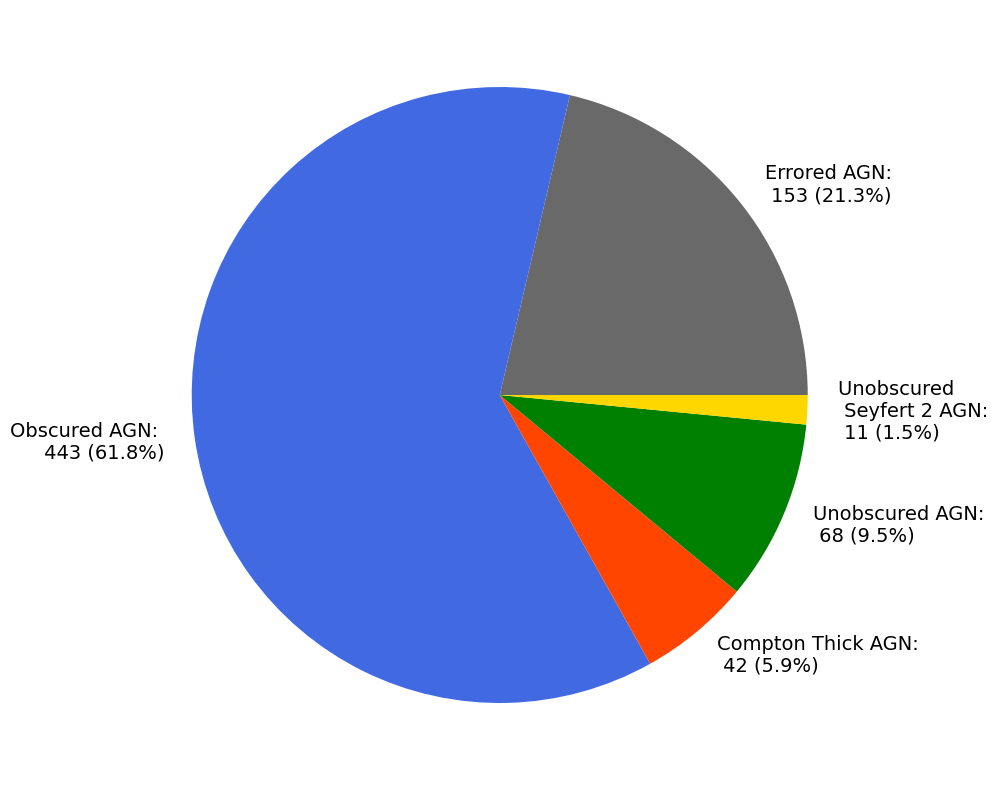 Errored AGN:
153 (21.3%)
Obscured AGN:
443 (61.8%)
Unobscured
Seyfert 2 AGN:
11 (1.5%)
Unobscured AGN:
68 (9.5%)
Compton Thick AGN:
42 (5.9%)